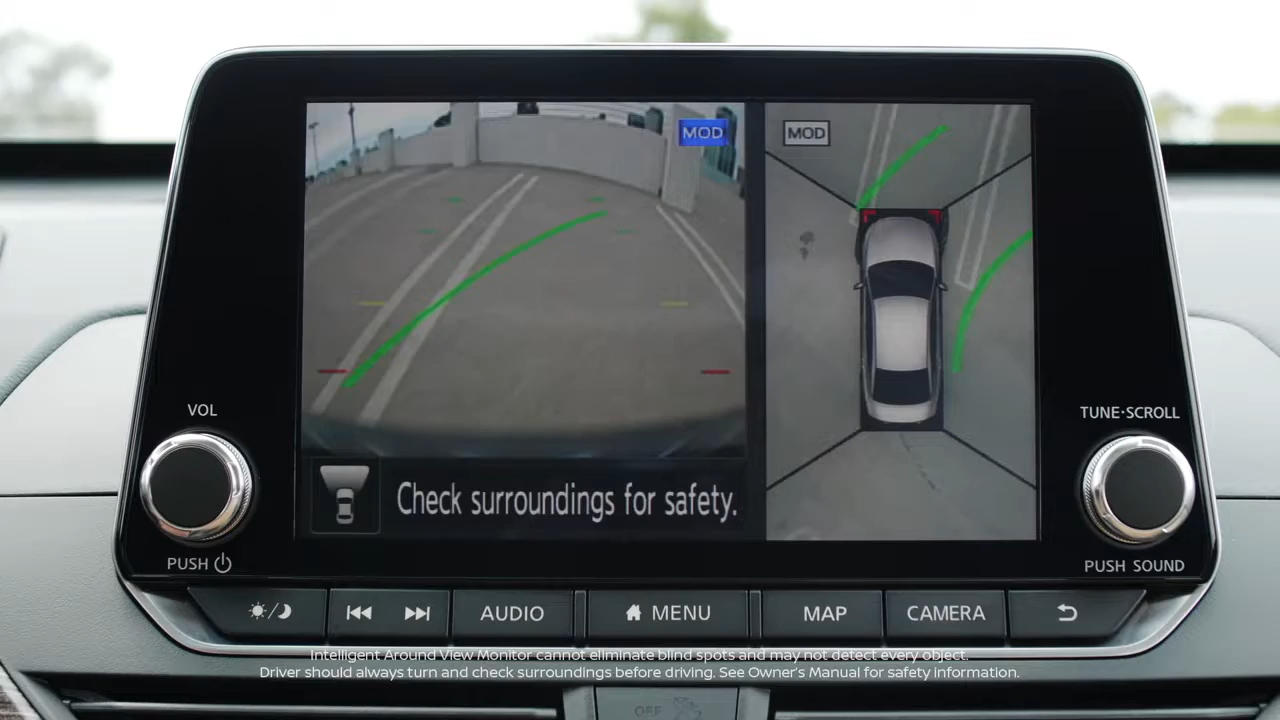 MOD
MOD
Check surroundings for safety.
VOL
TUNE·SCROLL
PUSH
PUSH SOUND
AUDIO
MENU
MAP
CAMERA
Intelligent Around View Monitor cannot eliminate blind spots and may not detect every object.
Driver should always turn and check surroundings before driving. See Owner's Manual for safety information.
OFF